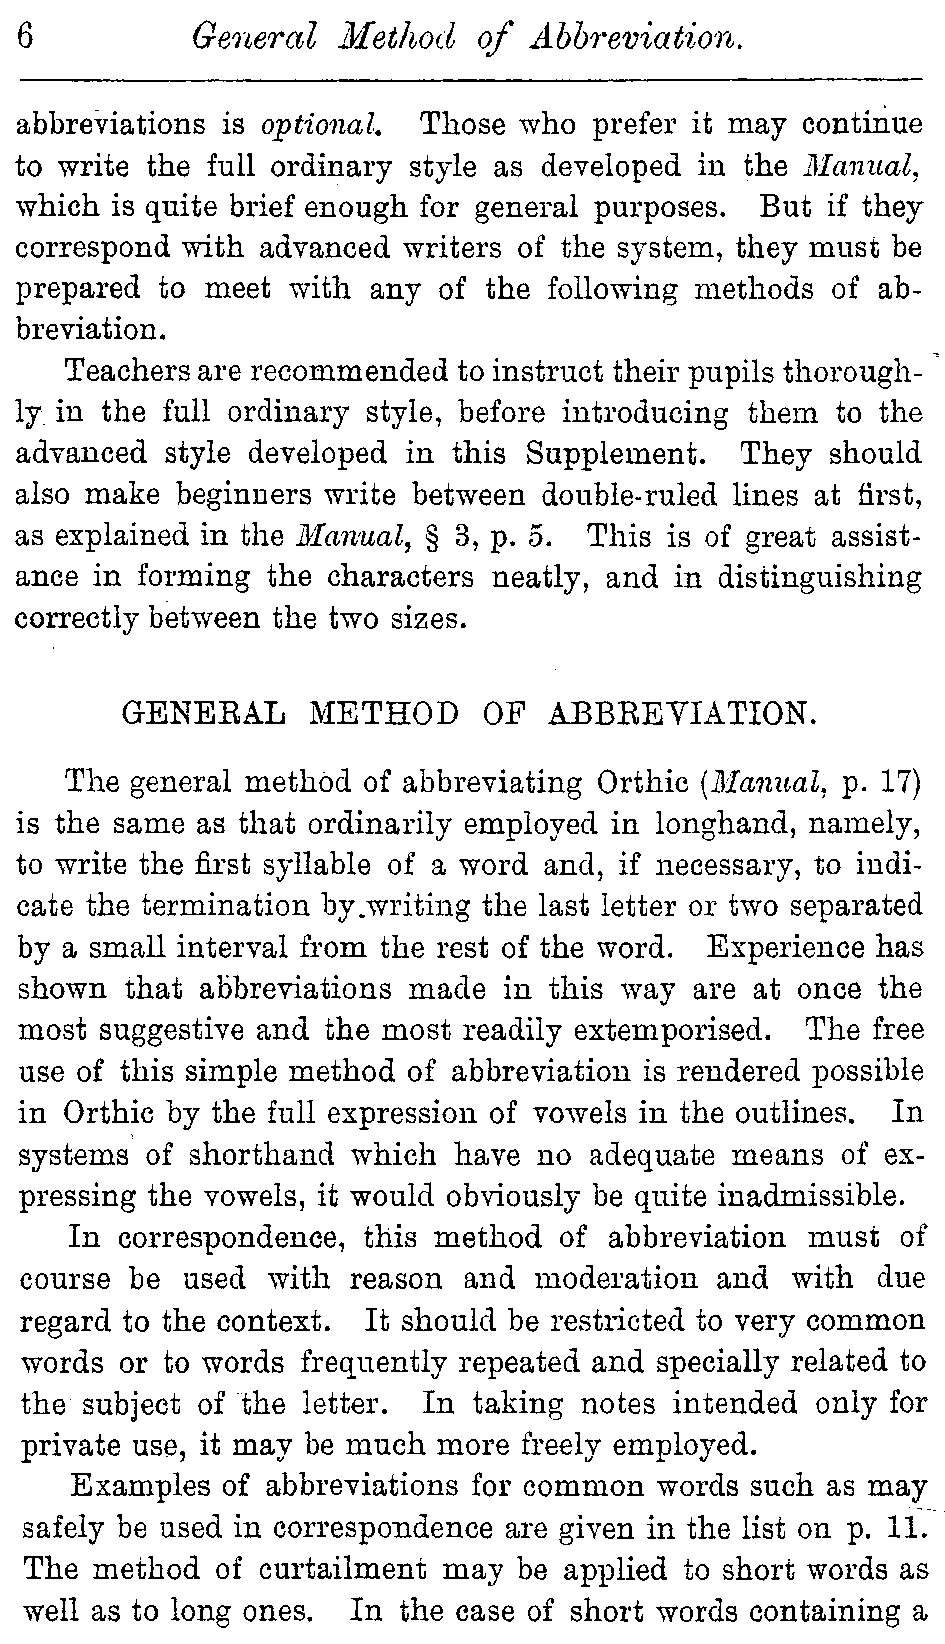 6 General Method of Abbreviation.
abbreviations is optional. Those who prefer it may continue
to write the full ordinary style as developed in the Manual,
which is quite brief enough for general purposes. But if they
correspond with advanced writers of the system, they must be
prepared to meet with any of the following methods of ab-
breviation.
Teachers are recommended to instruct their pupils thorough-
ly in the full ordinary style, before introducing them to the
advanced style developed in this Supplement. They should
also make beginners write between double-ruled lines at first,
as explained in the Manual, § 3, p. 5. This is of great assist-
ance in forming the characters neatly, and in distinguishing
correctly between the two sizes.
GENERAL METHOD OF ABBREVIATION.
The general method of abbreviating Orthic (Manual, p. 17)
is the same as that ordinarily employed in longhand, namely,
to write the first syllable of a word and, if necessary, to indi-
cate the termination by writing the last letter or two separated
by a small interval from the rest of the word. Experience has
shown that abbreviations made in this way are at once the
most suggestive and the most readily extemporised. The free
use of this simple method of abbreviation is rendered possible
in Orthic by the full expression of vowels in the outlines. In
systems of shorthand which have no adequate means of ex-
pressing the vowels, it would obviously be quite inadmissible.
In correspondence, this method of abbreviation must of
course be used with reason and moderation and with due
regard to the context. It should be restricted to very common
words or to words frequently repeated and specially related to
the subject of the letter. In taking notes intended only for
private use, it may be much more freely employed.
Examples of abbreviations for common words such as may
safely be used in correspondence are given in the list on p. 11.
The method of curtailment may be applied to short words as
well as to long ones. In the case of short words containing a